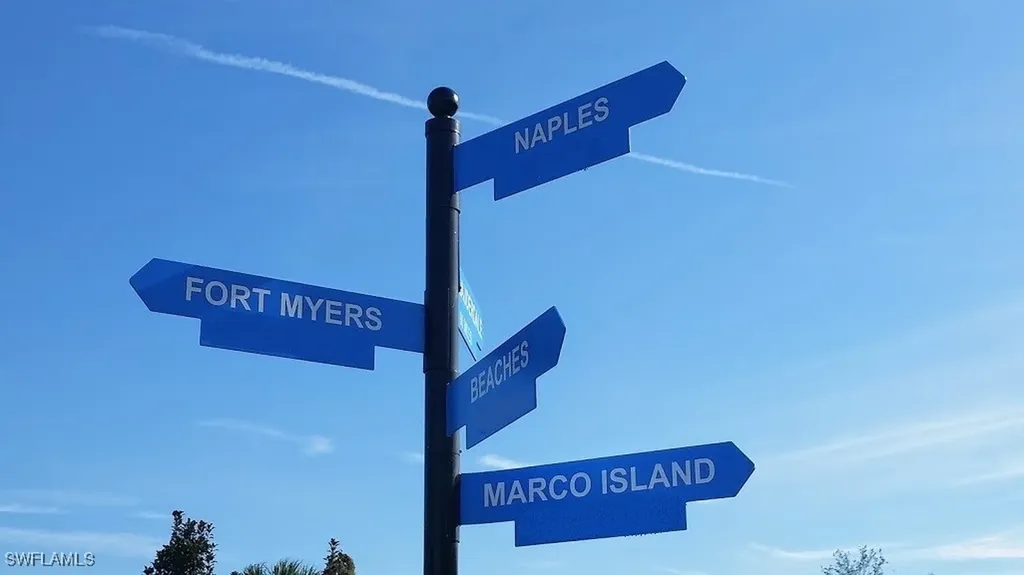 NAPLES
FORT MYERS
BEACHES
MARCO ISLAND
SWFLAMLS